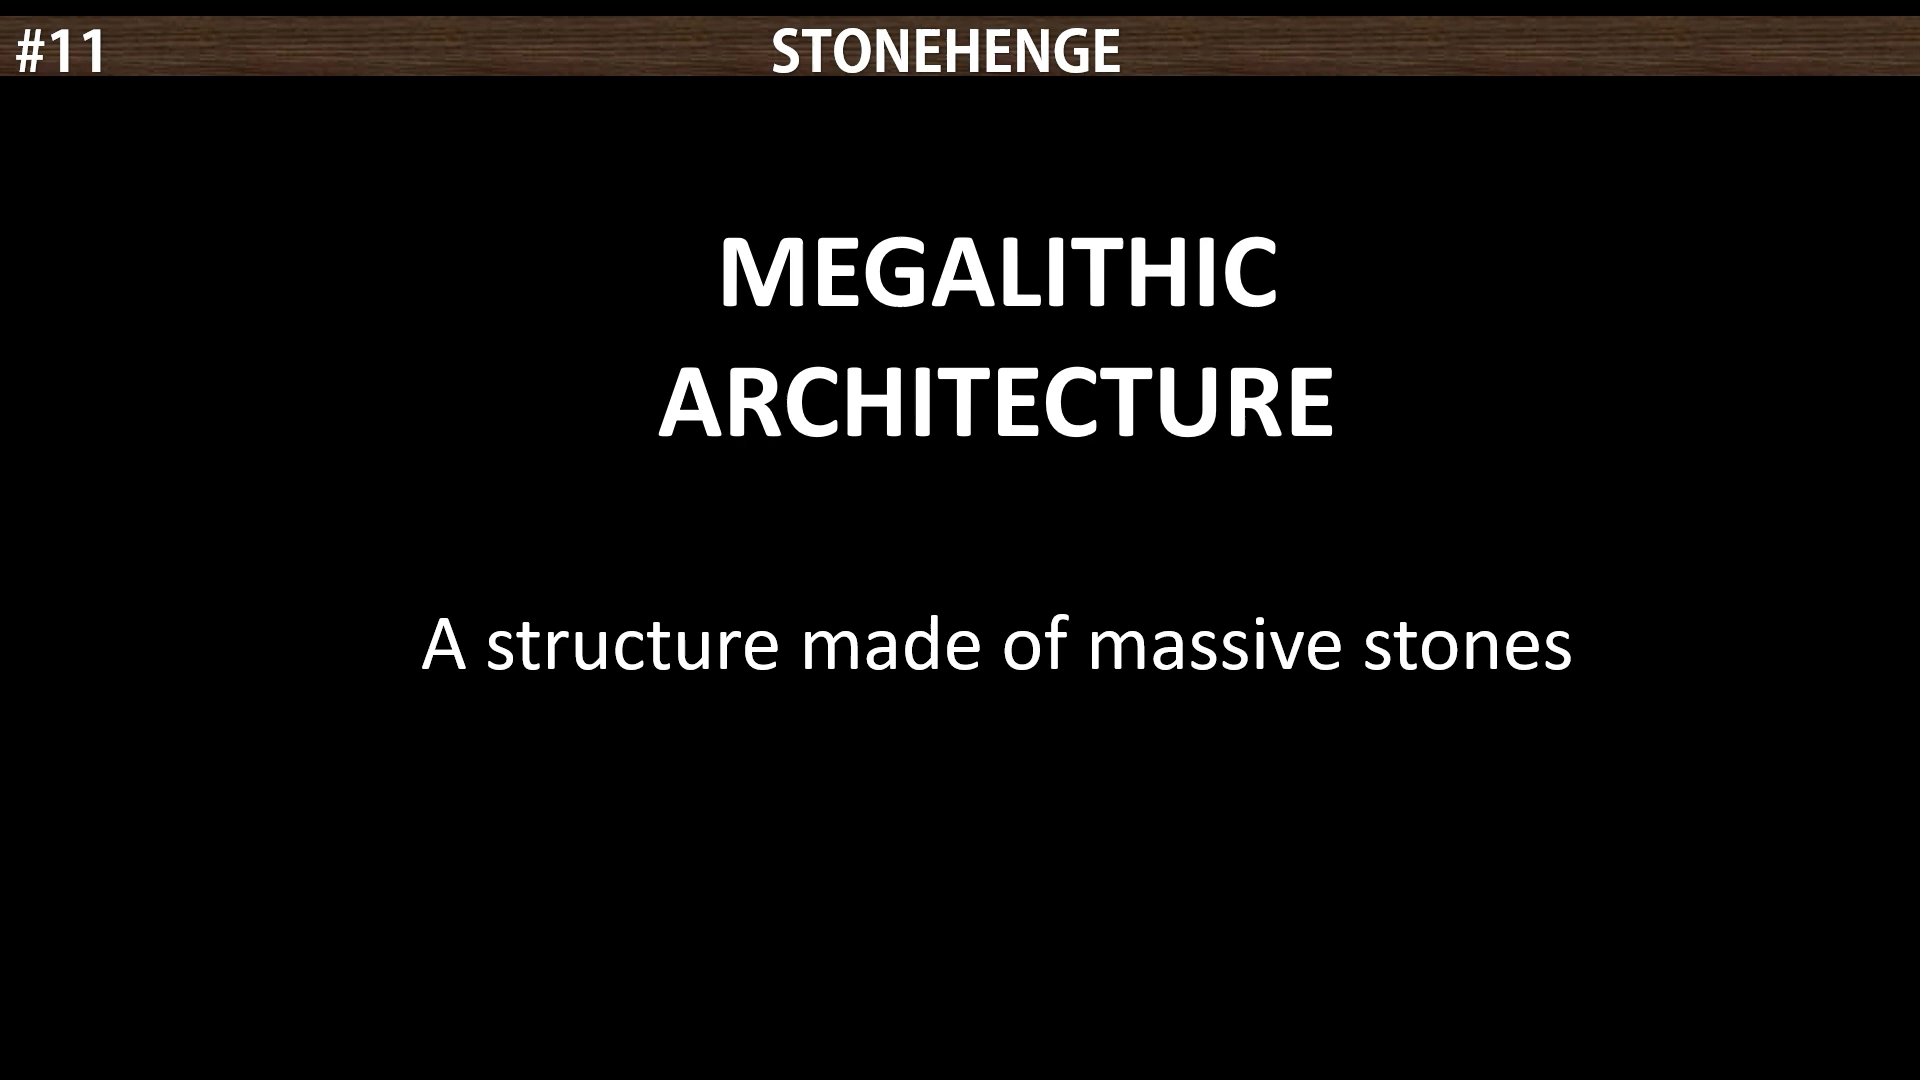 #11
STONEHENGE
MEGALITHIC
ARCHITECTURE
A structure made of massive stones